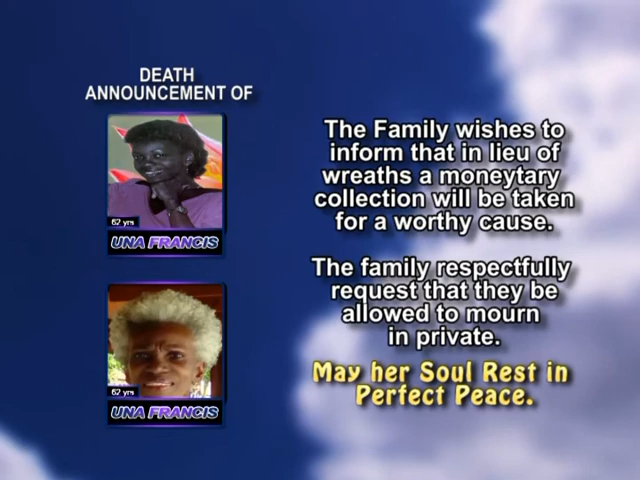 DEATH
ANNOUNCEMENT OF
62 yrs
UNA FRANCIS
62 yrs
UNA FRANCIS
The Family wishes to
inform that in lieu of
wreaths a moneytary
collection will be taken
for a worthy cause.
The family respectfully
request that they be
allowed to mourn
in private.
May her Soul Rest in
Perfect Peace.